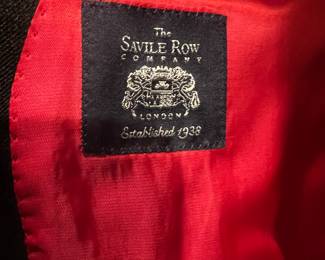 The
SAVILE ROW
COMPANY
LONDON
Established 1938